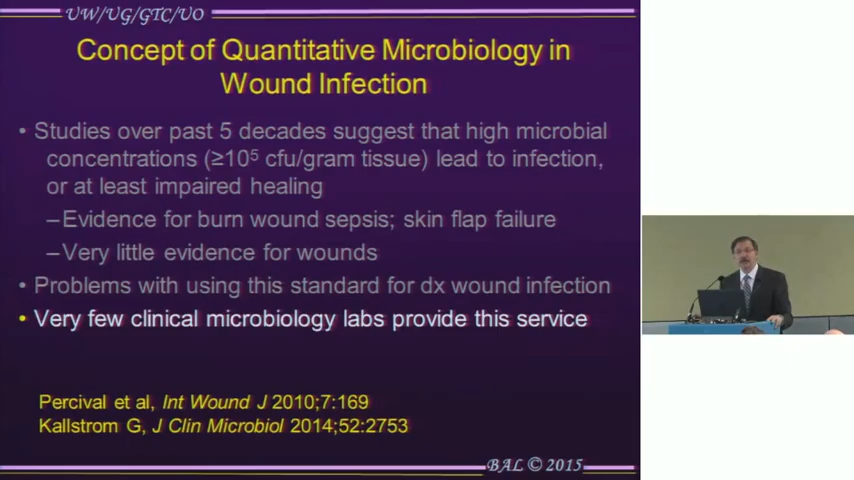 UW/UG/GTC/UO
Concept of Quantitative Microbiology in
Wound Infection
• Studies over past 5 decades suggest that high microbial
concentrations (≥10⁵ cfu/gram tissue) lead to infection,
or at least impaired healing
–Evidence for burn wound sepsis; skin flap failure
–Very little evidence for wounds
• Problems with using this standard for dx wound infection
• Very few clinical microbiology labs provide this service
Percival et al, Int Wound J 2010;7:169
Kallstrom G, J Clin Microbiol 2014;52:2753
BAL © 2015